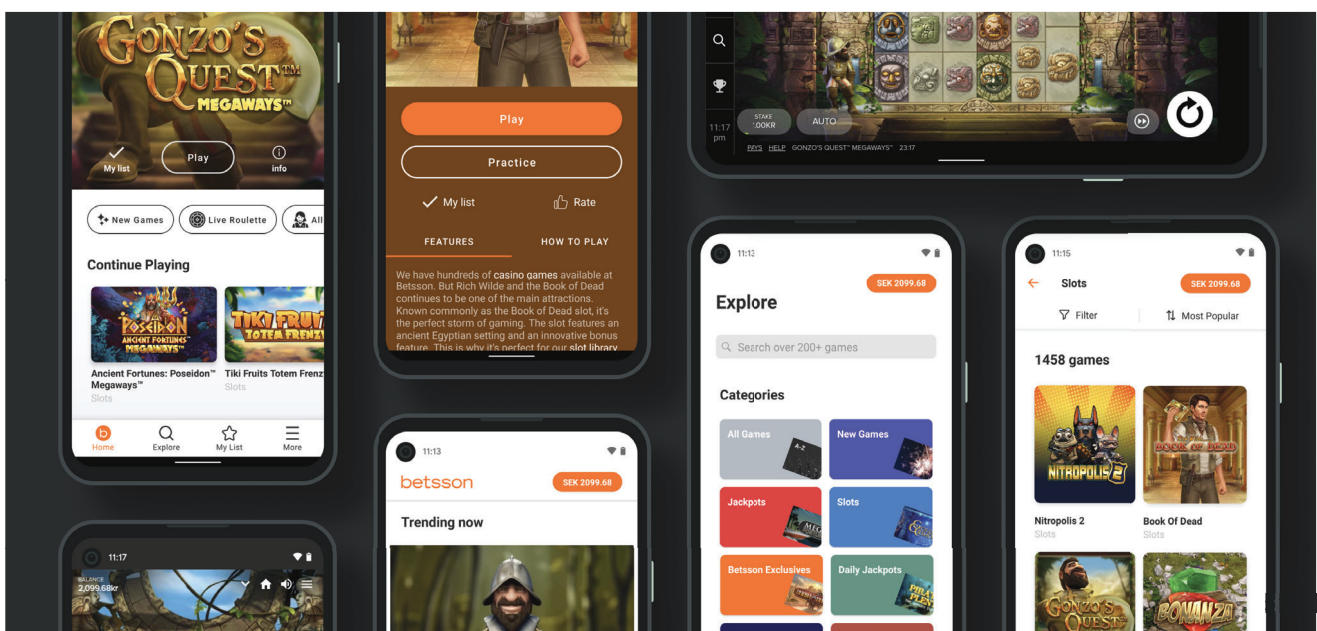 GONZO'S
QUEST™
MEGAWAYS™
My list
Play
info
New Games
Live Roulette
All
Continue Playing
POSEIDON
ANCIENT FORTUNES™
MEGAWAYS™
TIKI FRUI
TOTEM FRENZ
Ancient Fortunes: Poseidon™
Megaways™
Slots
Tiki Fruits Totem Frenz
Slots
Home
Explore
My List
More
11:17
BALANCE
2,099.68kr
Play
Practice
My list
Rate
FEATURES
HOW TO PLAY
We have hundreds of casino games available at
Betsson. But Rich Wilde and the Book of Dead
continues to be one of the main attractions.
Known commonly as the Book of Dead slot, it's
the perfect storm of gaming. The slot features an
ancient Egyptian setting and an innovative bonus
feature. This is why it's perfect for our slot library
11:13
betsson
SEK 2099.68
Trending now
11:17
pm
STAKE
.00KR
AUTO
PAYS HELP GONZO'S QUEST™ MEGAWAYS™ 23:17
11:13
SEK 2099.68
Explore
Search over 200+ games
Categories
All Games
A-Z
New Games
Jackpots
Slots
Betsson Exclusives
Daily Jackpots
11:15
Slots
SEK 2099.68
Filter
Most Popular
1458 games
NITROPOLIS 2
BOOK OF DEAD
Nitropolis 2
Slots
Book Of Dead
Slots
GONZO'S
QUEST
BONANZA